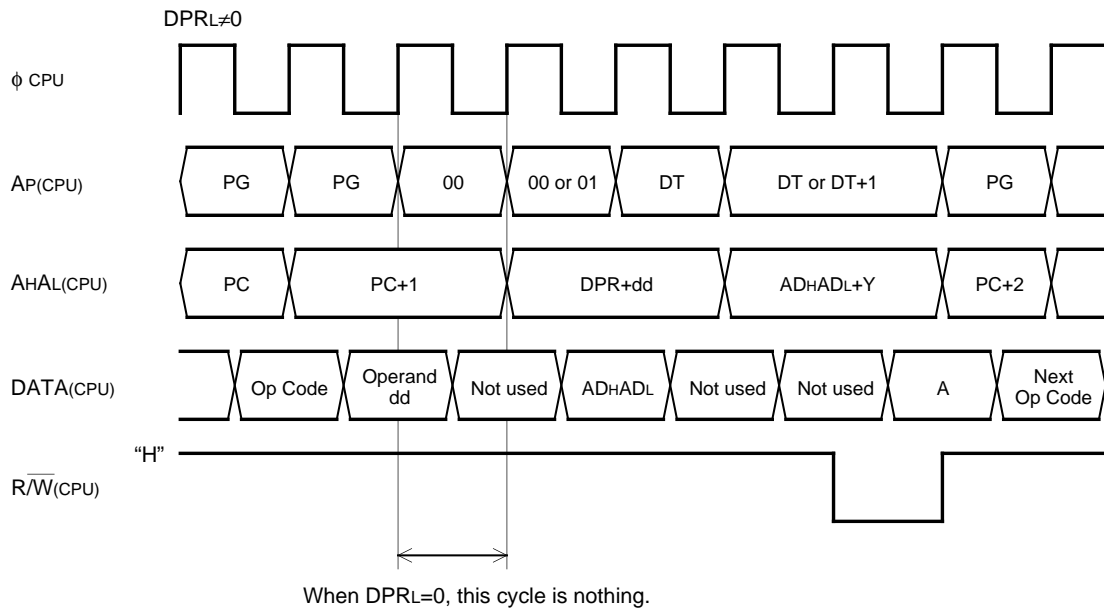 DPRL≠0
ϕ CPU
AP(CPU) PG PG 00 00 or 01 DT DT or DT+1 PG
AHAL(CPU) PC PC+1 DPR+dd ADHADL+Y PC+2
DATA(CPU) Op Code Operand dd Not used ADHADL Not used Not used A Next Op Code
“H”
R/W(CPU)
When DPRL=0, this cycle is nothing.